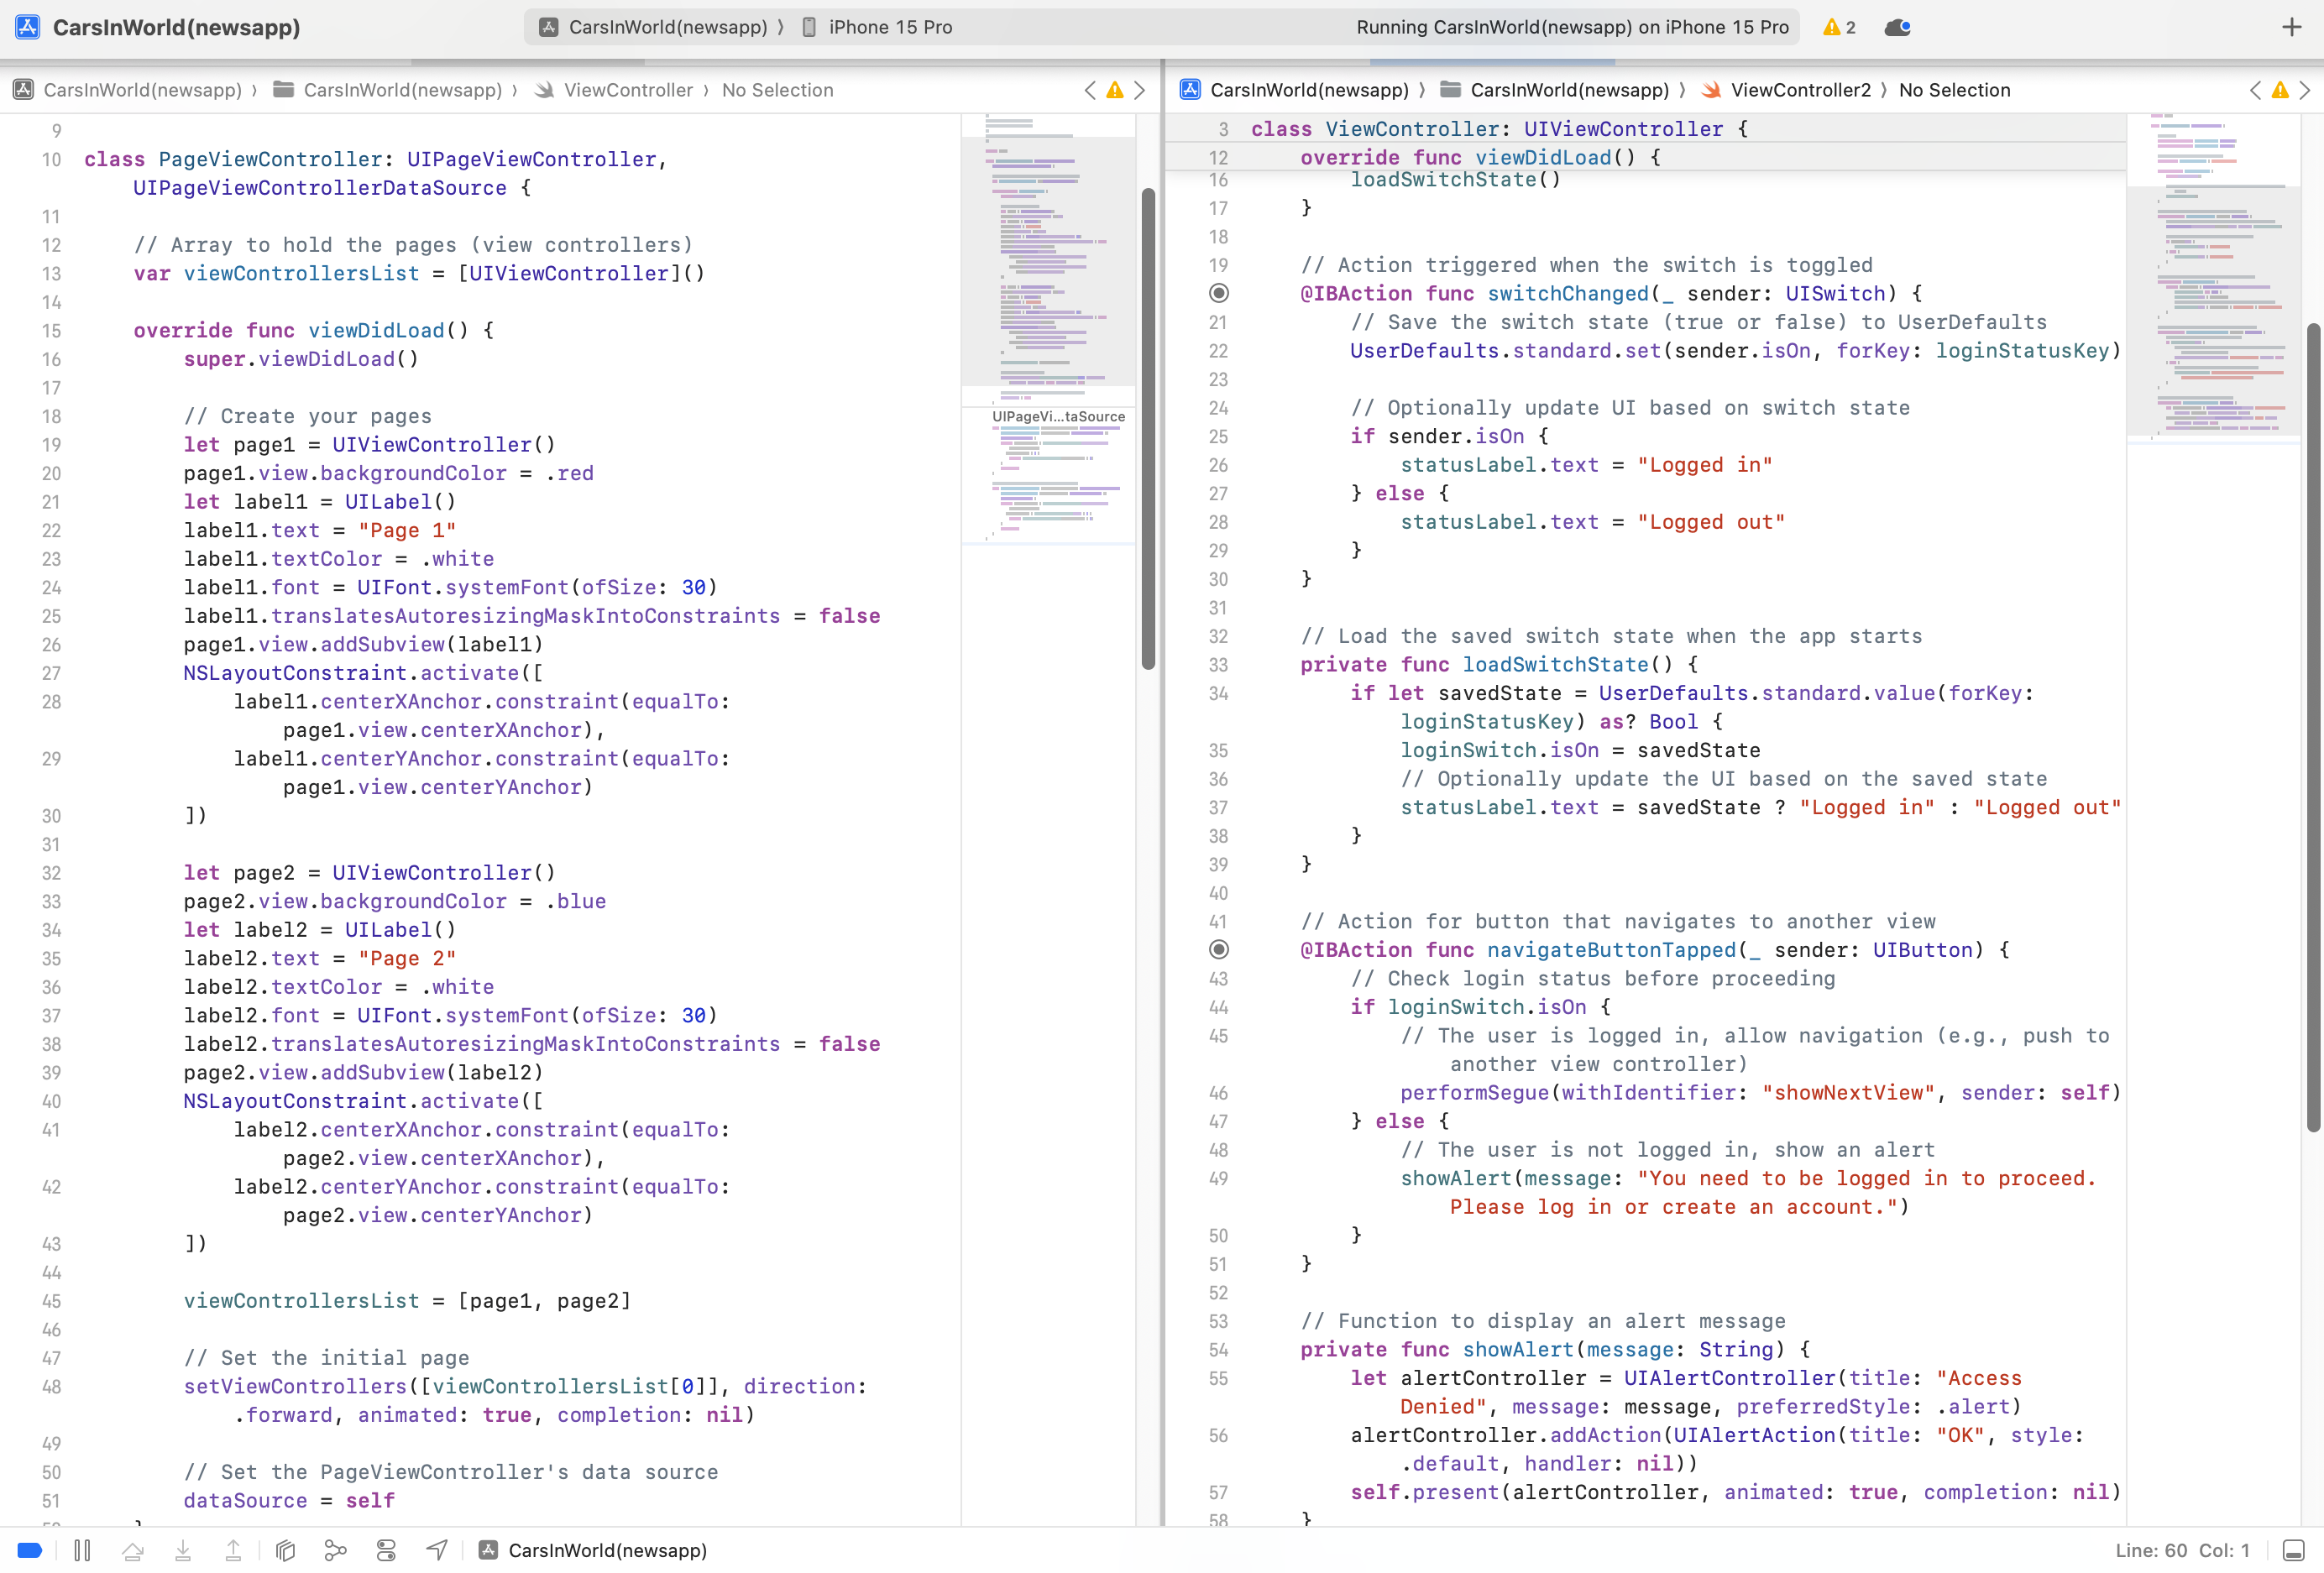 CarsInWorld(newsapp)
CarsInWorld(newsapp) 〉 iPhone 15 Pro
Running CarsInWorld(newsapp) on iPhone 15 Pro
2
CarsInWorld(newsapp) 〉 CarsInWorld(newsapp) 〉 ViewController 〉 No Selection
9
10 class PageViewController: UIPageViewController,
UIPageViewControllerDataSource {
11
12 // Array to hold the pages (view controllers)
13 var viewControllersList = [UIViewController]()
14
15 override func viewDidLoad() {
16 super.viewDidLoad()
17
18 // Create your pages
19 let page1 = UIViewController()
20 page1.view.backgroundColor = .red
21 let label1 = UILabel()
22 label1.text = "Page 1"
23 label1.textColor = .white
24 label1.font = UIFont.systemFont(ofSize: 30)
25 label1.translatesAutoresizingMaskIntoConstraints = false
26 page1.view.addSubview(label1)
27 NSLayoutConstraint.activate([
28 label1.centerXAnchor.constraint(equalTo:
page1.view.centerXAnchor),
29 label1.centerYAnchor.constraint(equalTo:
page1.view.centerYAnchor)
30 ])
31
32 let page2 = UIViewController()
33 page2.view.backgroundColor = .blue
34 let label2 = UILabel()
35 label2.text = "Page 2"
36 label2.textColor = .white
37 label2.font = UIFont.systemFont(ofSize: 30)
38 label2.translatesAutoresizingMaskIntoConstraints = false
39 page2.view.addSubview(label2)
40 NSLayoutConstraint.activate([
41 label2.centerXAnchor.constraint(equalTo:
page2.view.centerXAnchor),
42 label2.centerYAnchor.constraint(equalTo:
page2.view.centerYAnchor)
43 ])
44
45 viewControllersList = [page1, page2]
46
47 // Set the initial page
48 setViewControllers([viewControllersList[0]], direction:
.forward, animated: true, completion: nil)
49
50 // Set the PageViewController's data source
51 dataSource = self
UIPageVi...taSource
CarsInWorld(newsapp) 〉 CarsInWorld(newsapp) 〉 ViewController2 〉 No Selection
3 class ViewController: UIViewController {
12 override func viewDidLoad() {
16 loadSwitchState()
17 }
18
19 // Action triggered when the switch is toggled
@IBAction func switchChanged(_ sender: UISwitch) {
21 // Save the switch state (true or false) to UserDefaults
22 UserDefaults.standard.set(sender.isOn, forKey: loginStatusKey)
23
24 // Optionally update UI based on switch state
25 if sender.isOn {
26 statusLabel.text = "Logged in"
27 } else {
28 statusLabel.text = "Logged out"
29 }
30 }
31
32 // Load the saved switch state when the app starts
33 private func loadSwitchState() {
34 if let savedState = UserDefaults.standard.value(forKey:
loginStatusKey) as? Bool {
35 loginSwitch.isOn = savedState
36 // Optionally update the UI based on the saved state
37 statusLabel.text = savedState ? "Logged in" : "Logged out"
38 }
39 }
40
41 // Action for button that navigates to another view
@IBAction func navigateButtonTapped(_ sender: UIButton) {
43 // Check login status before proceeding
44 if loginSwitch.isOn {
45 // The user is logged in, allow navigation (e.g., push to
another view controller)
46 performSegue(withIdentifier: "showNextView", sender: self)
47 } else {
48 // The user is not logged in, show an alert
49 showAlert(message: "You need to be logged in to proceed.
Please log in or create an account.")
50 }
51 }
52
53 // Function to display an alert message
54 private func showAlert(message: String) {
55 let alertController = UIAlertController(title: "Access
Denied", message: message, preferredStyle: .alert)
56 alertController.addAction(UIAlertAction(title: "OK", style:
.default, handler: nil))
57 self.present(alertController, animated: true, completion: nil)
58 }
CarsInWorld(newsapp)
Line: 60 Col: 1